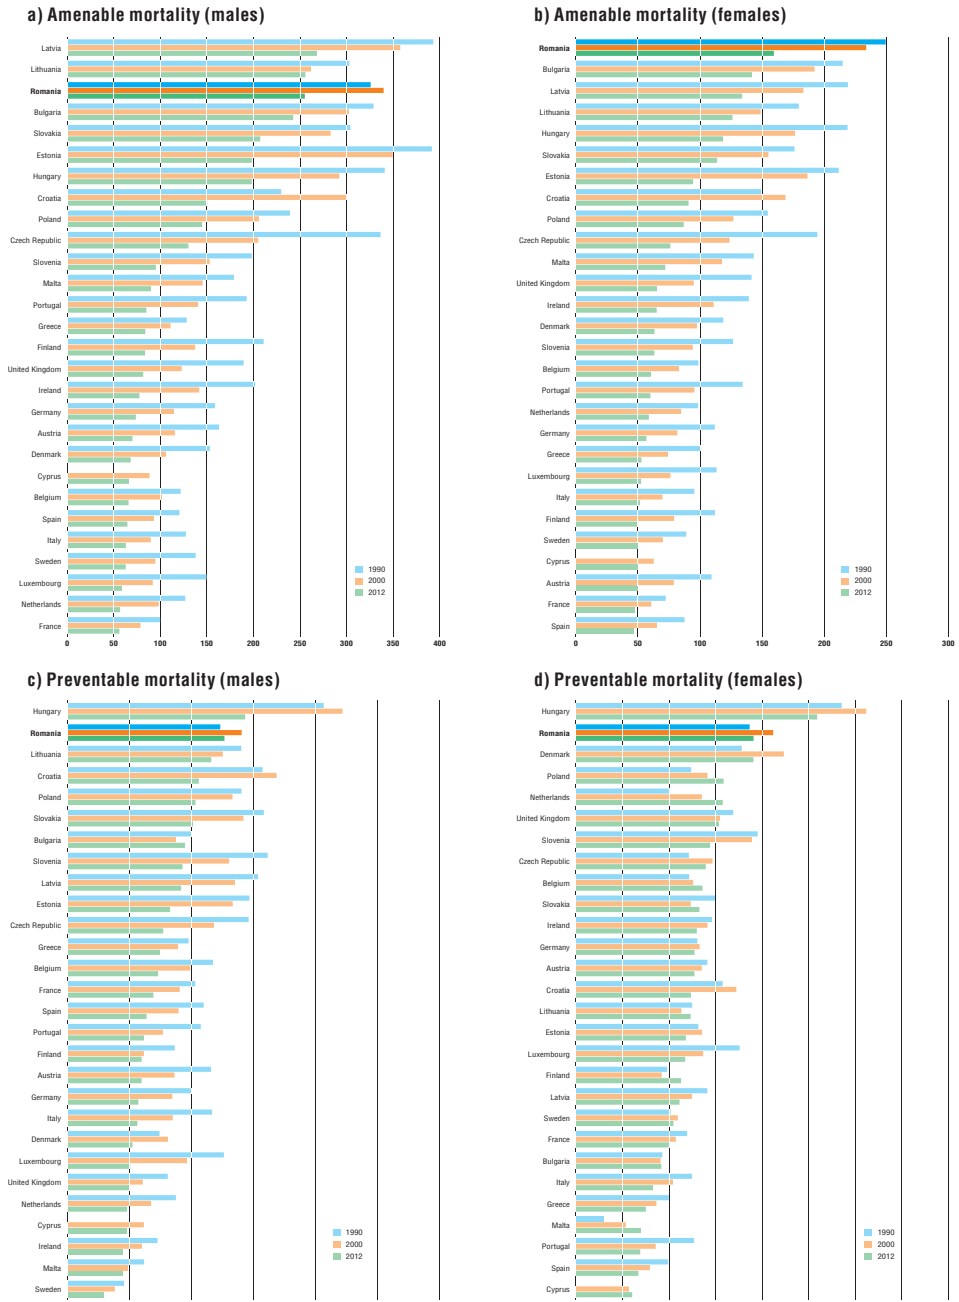 a) Amenable mortality (males)
Latvia
Lithuania
Romania
Bulgaria
Slovakia
Estonia
Hungary
Croatia
Poland
Czech Republic
Slovenia
Malta
Portugal
Greece
Finland
United Kingdom
Ireland
Germany
Austria
Denmark
Cyprus
Belgium
Spain
Italy
Sweden
Luxembourg
Netherlands
France
1990
2000
2012
0 50 100 150 200 250 300 350 400
b) Amenable mortality (females)
Romania
Bulgaria
Latvia
Lithuania
Hungary
Slovakia
Estonia
Croatia
Poland
Czech Republic
Malta
United Kingdom
Ireland
Denmark
Slovenia
Belgium
Portugal
Netherlands
Germany
Greece
Luxembourg
Italy
Finland
Sweden
Cyprus
Austria
France
Spain
1990
2000
2012
0 50 100 150 200 250 300
c) Preventable mortality (males)
Hungary
Romania
Lithuania
Croatia
Poland
Slovakia
Bulgaria
Slovenia
Latvia
Estonia
Czech Republic
Greece
Belgium
France
Spain
Portugal
Finland
Austria
Germany
Italy
Denmark
Luxembourg
United Kingdom
Netherlands
Cyprus
Ireland
Malta
Sweden
1990
2000
2012
d) Preventable mortality (females)
Hungary
Romania
Denmark
Poland
Netherlands
United Kingdom
Slovenia
Czech Republic
Belgium
Slovakia
Ireland
Germany
Austria
Croatia
Lithuania
Estonia
Luxembourg
Finland
Latvia
Sweden
France
Bulgaria
Italy
Greece
Malta
Portugal
Spain
Cyprus
1990
2000
2012